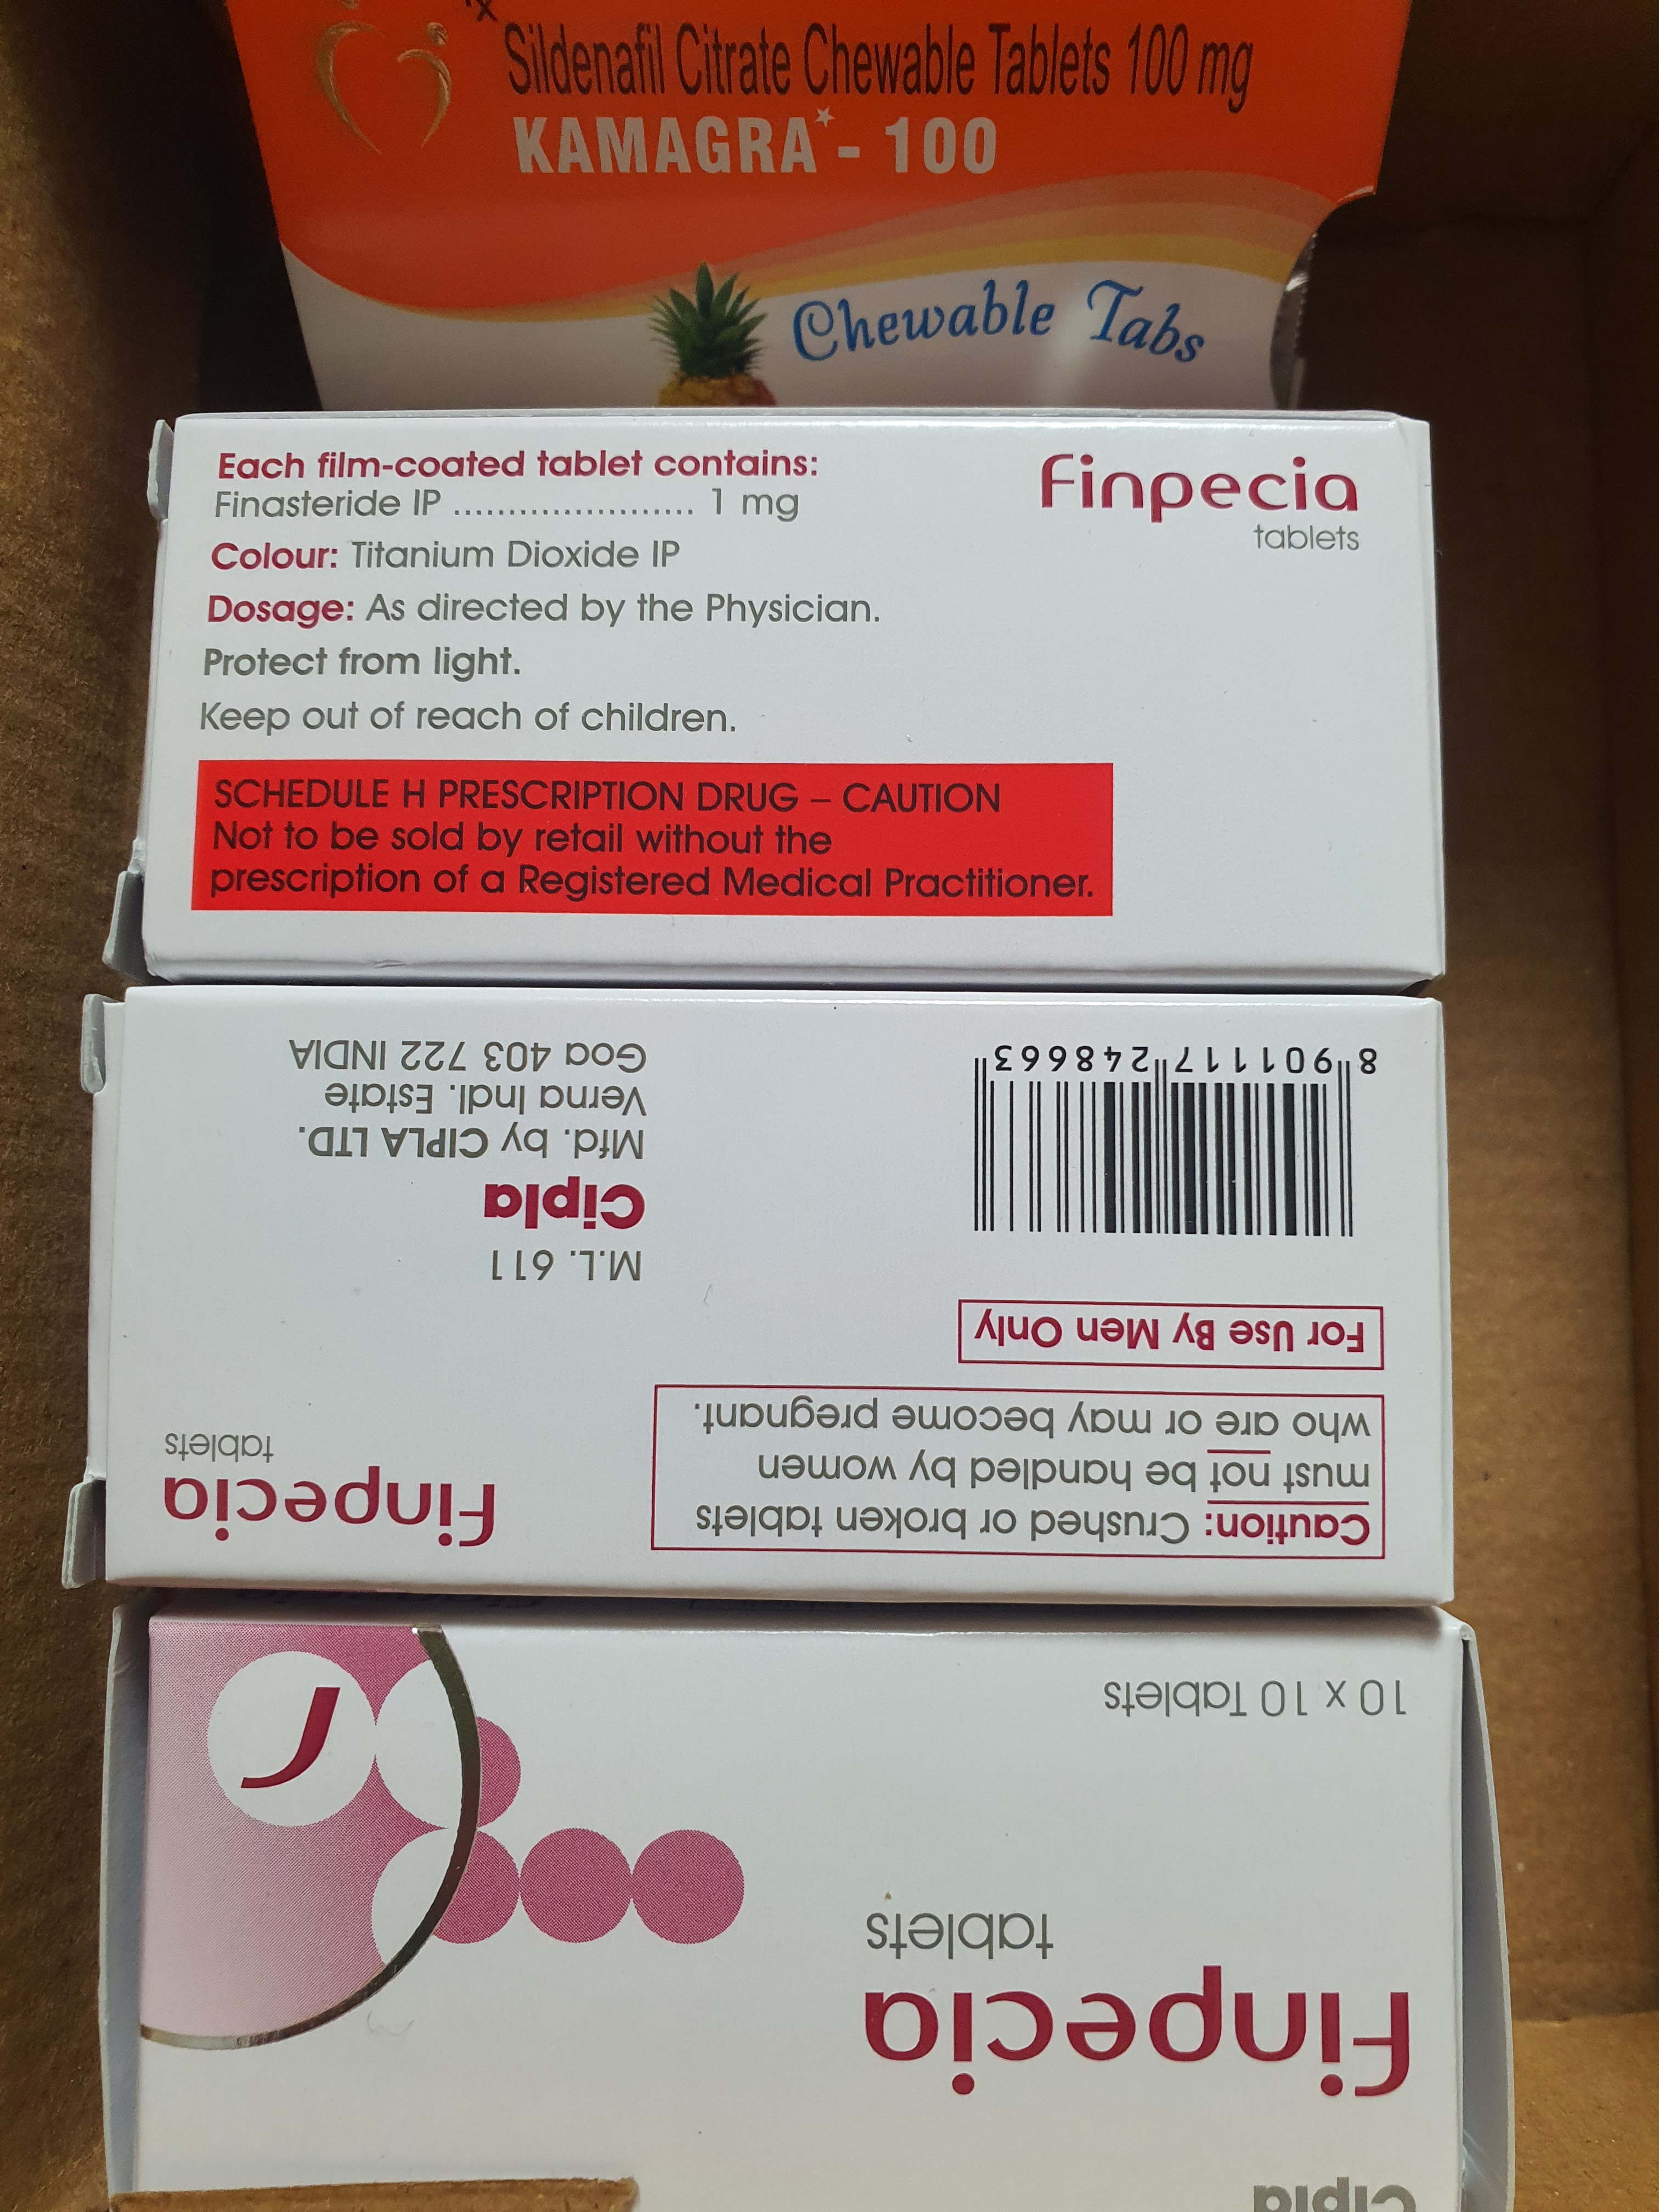 Sildenafil Citrate Chewable Tablets 100 mg
KAMAGRA* - 100
Chewable Tabs
Each film-coated tablet contains:
Finasteride IP ...................... 1 mg
Colour: Titanium Dioxide IP
Dosage: As directed by the Physician.
Protect from light.
Keep out of reach of children.
Finpecia
tablets
SCHEDULE H PRESCRIPTION DRUG – CAUTION
Not to be sold by retail without the
prescription of a Registered Medical Practitioner.
Caution: Crushed or broken tablets
must not be handled by women
who are or may become pregnant.
For Use By Men Only
8 901117 248663
Finpecia
tablets
M.L. 611
Cipla
Mfd. by CIPLA LTD.
Verna Indl. Estate
Goa 403 722 INDIA
Cipla
Finpecia
tablets
10 x 10 Tablets